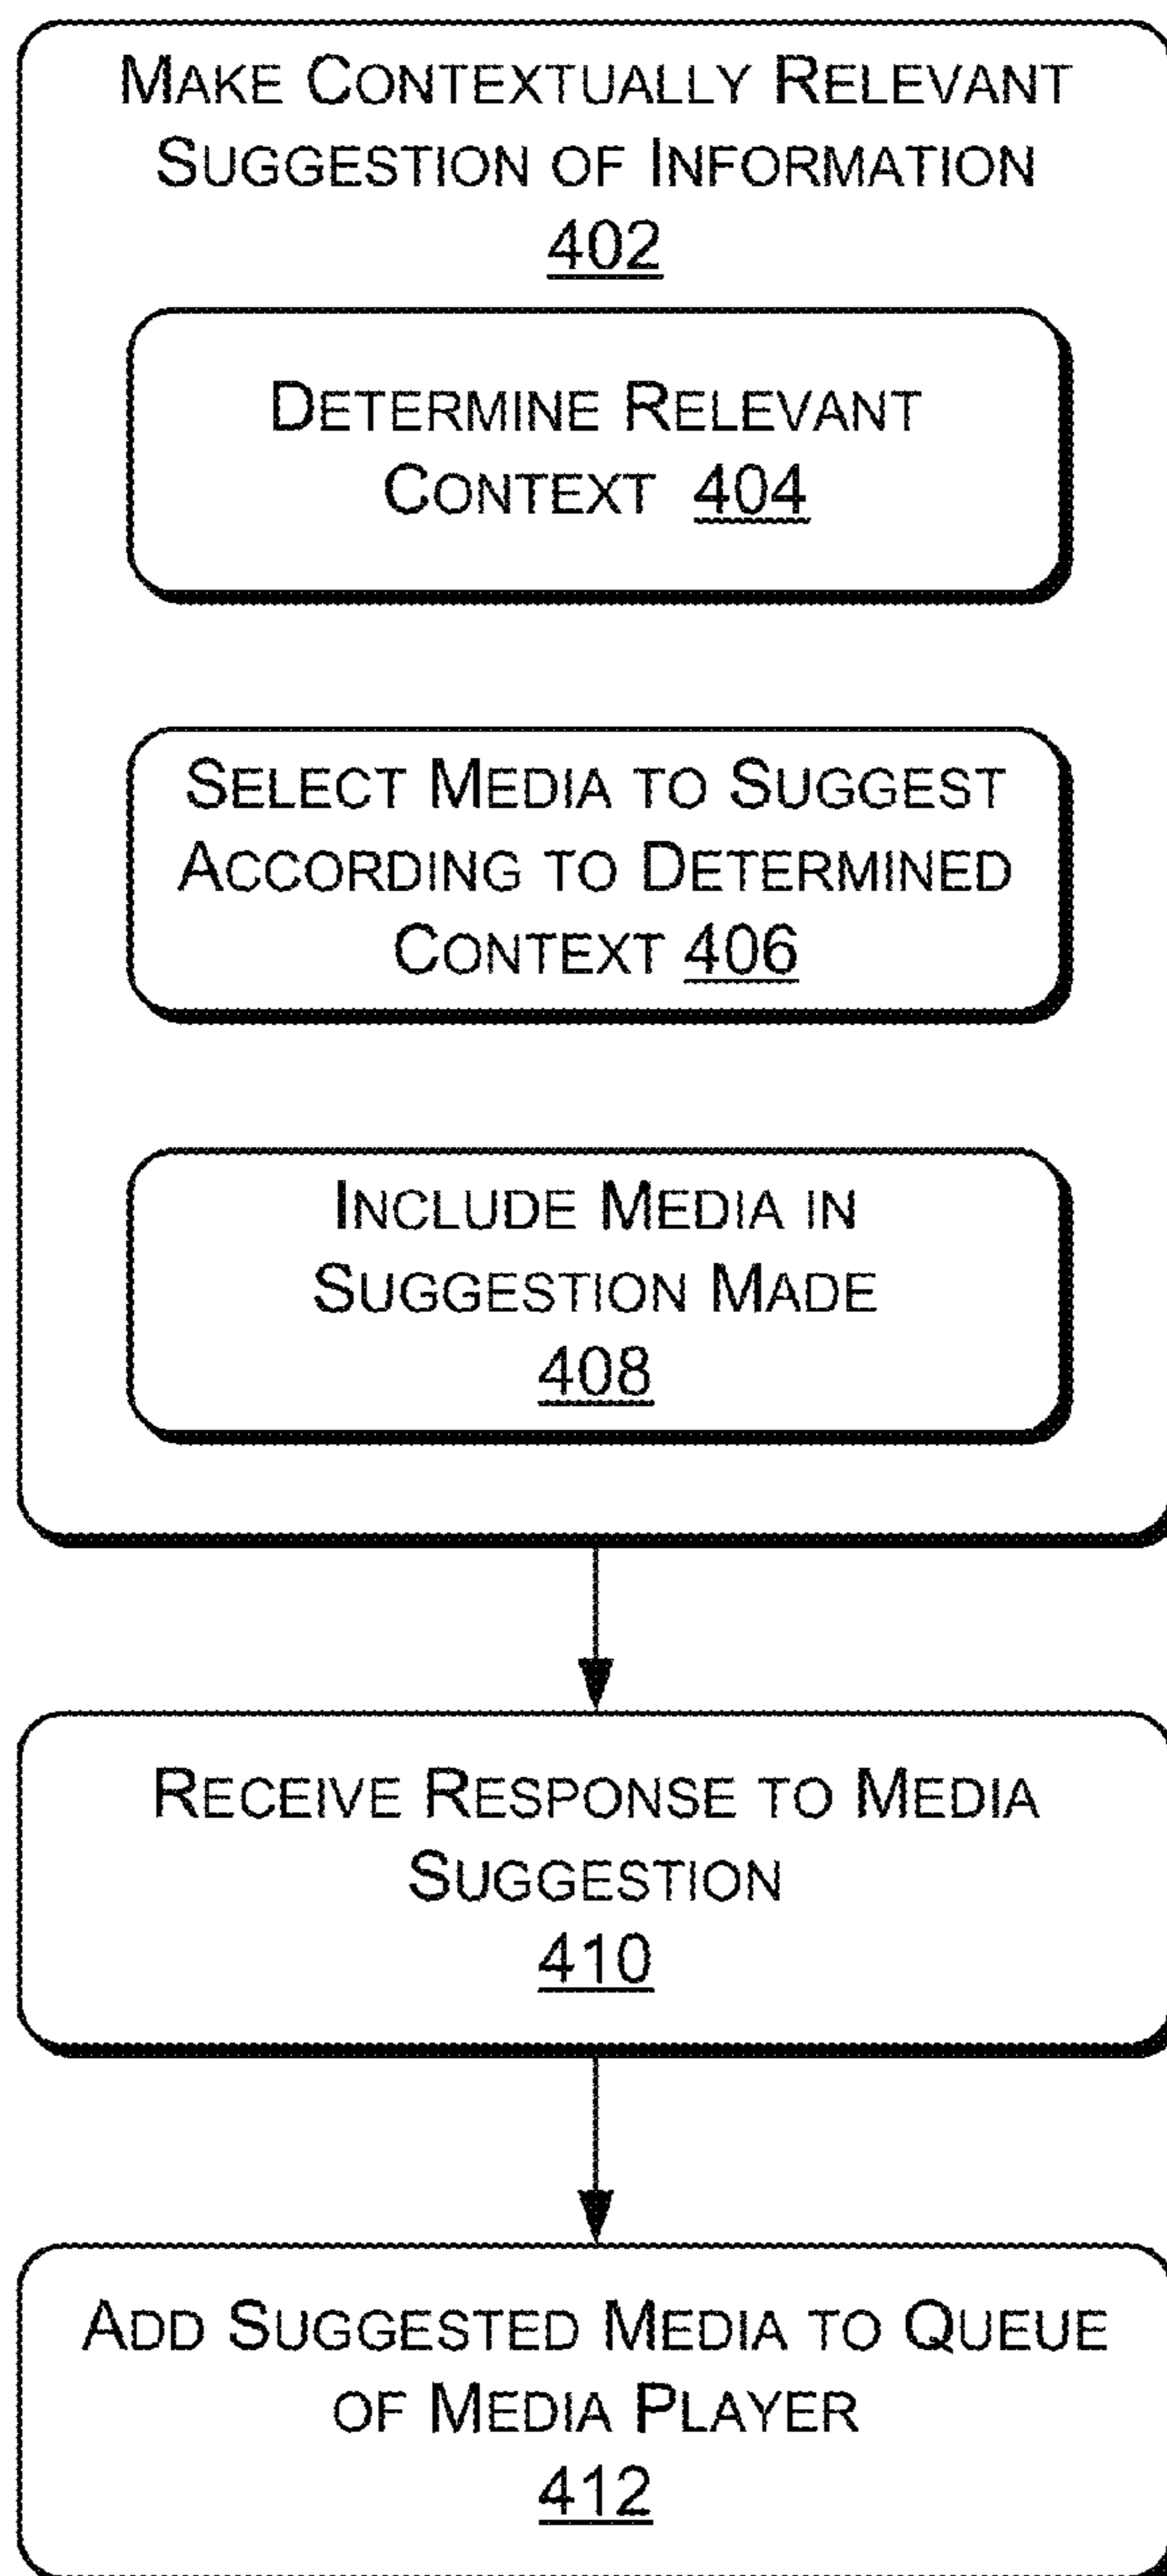 MAKE CONTEXTUALLY RELEVANT
SUGGESTION OF INFORMATION
402
DETERMINE RELEVANT
CONTEXT 404
SELECT MEDIA TO SUGGEST
ACCORDING TO DETERMINED
CONTEXT 406
INCLUDE MEDIA IN
SUGGESTION MADE
408
RECEIVE RESPONSE TO MEDIA
SUGGESTION
410
ADD SUGGESTED MEDIA TO QUEUE
OF MEDIA PLAYER
412